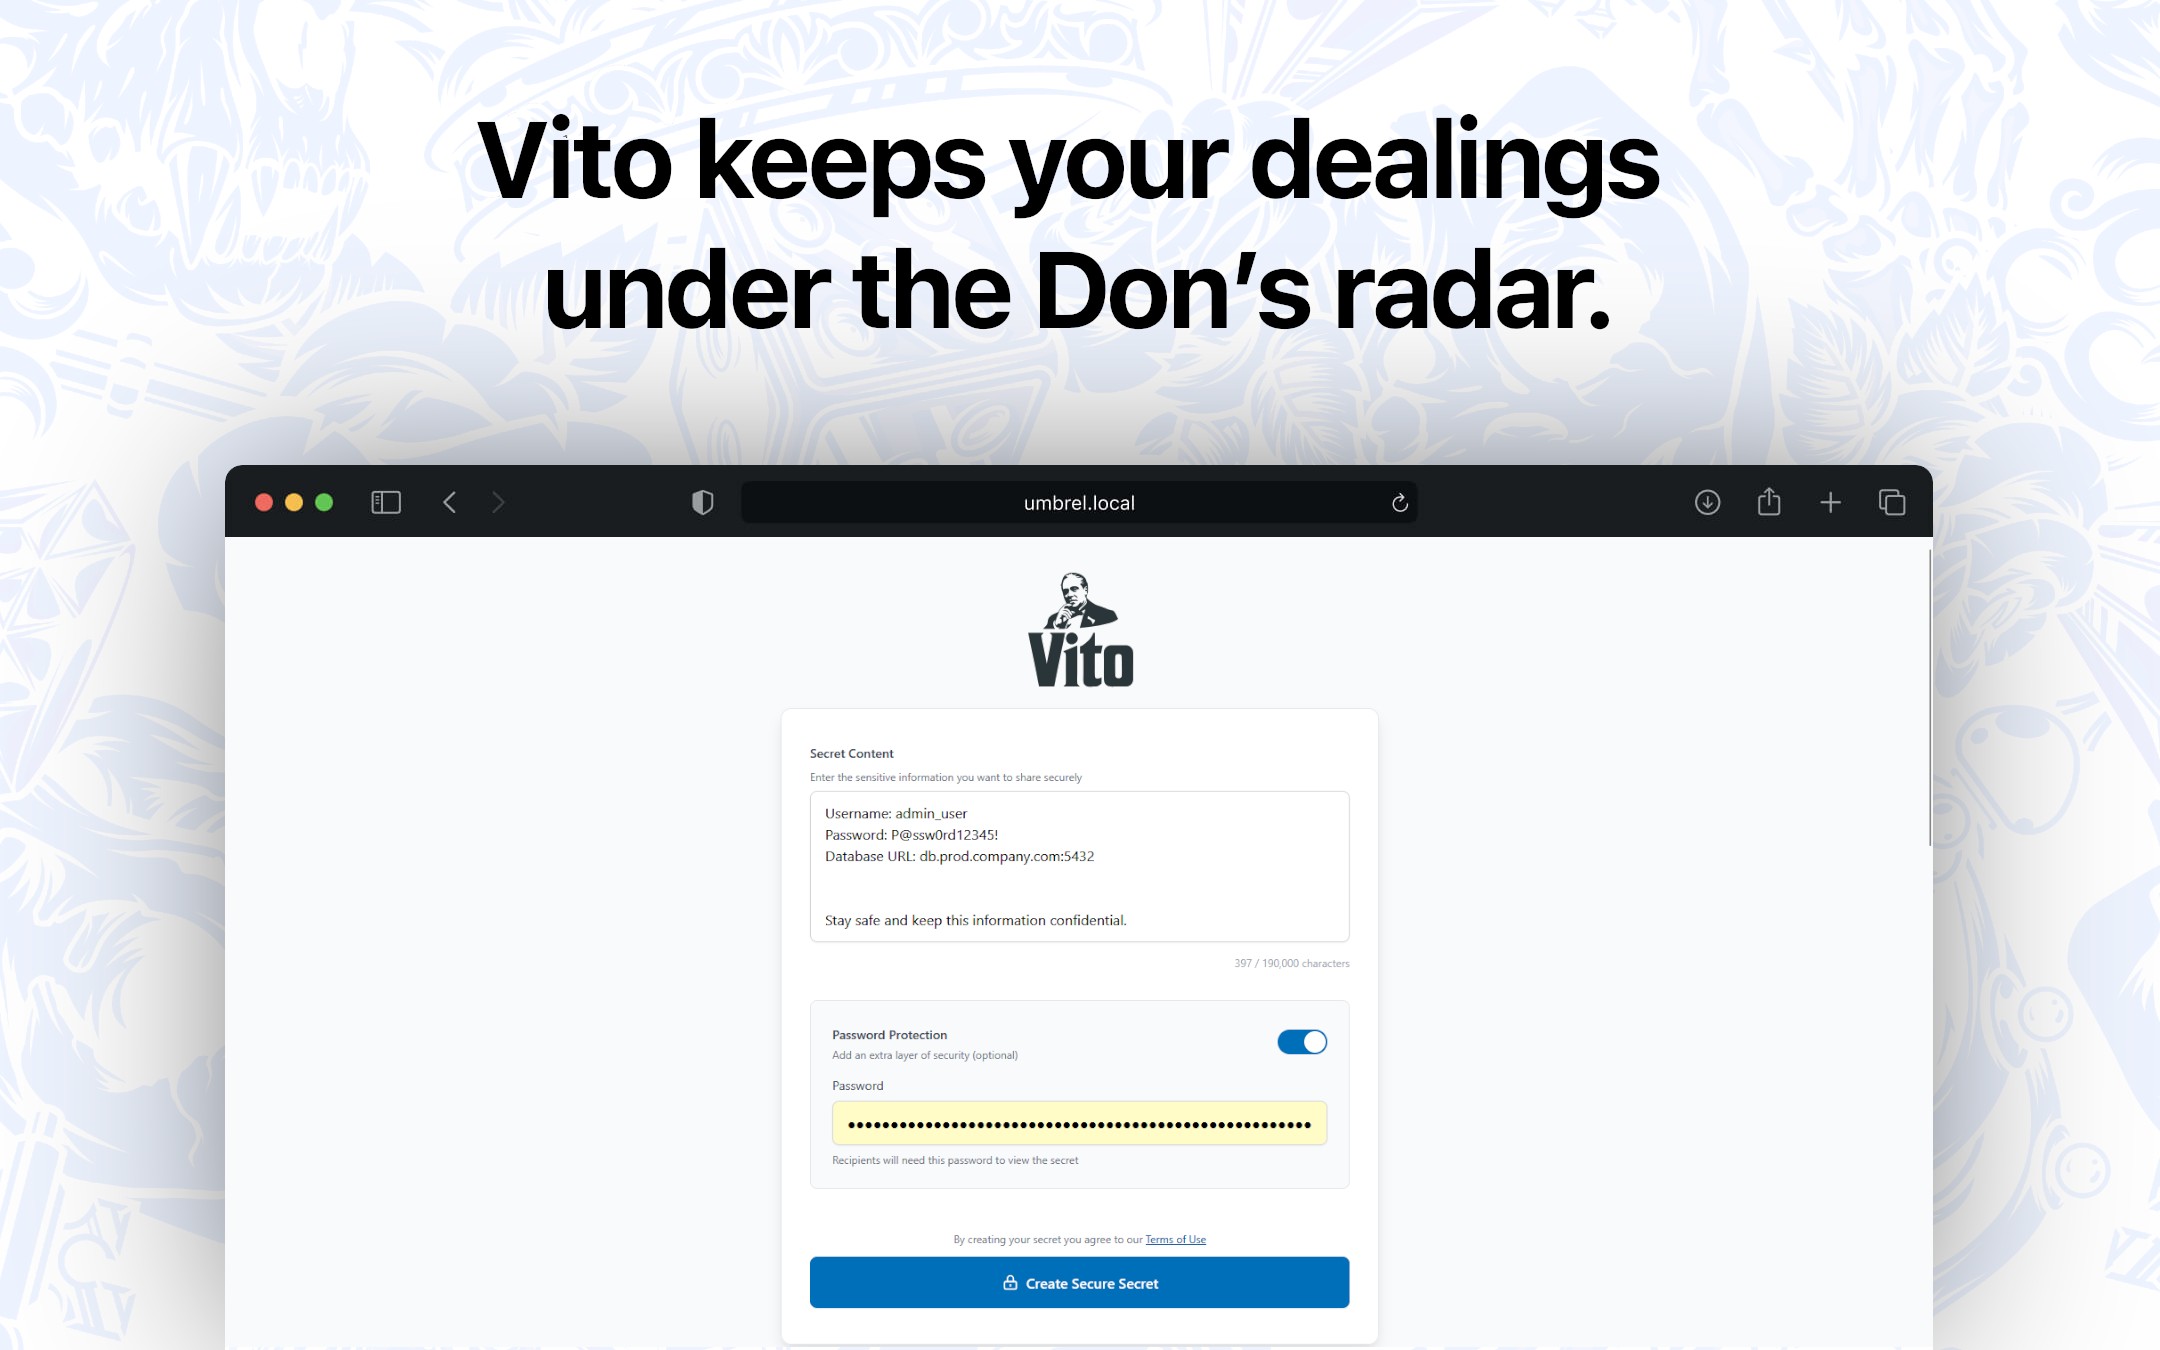 Vito keeps your dealings
under the Don’s radar.
umbrel.local
Vito
Secret Content
Enter the sensitive information you want to share securely
Username: admin_user
Password: P@ssw0rd12345!
Database URL: db.prod.company.com:5432
Stay safe and keep this information confidential.
397 / 190,000 characters
Password Protection
Add an extra layer of security (optional)
Password
Recipients will need this password to view the secret
By creating your secret you agree to our Terms of Use
Create Secure Secret